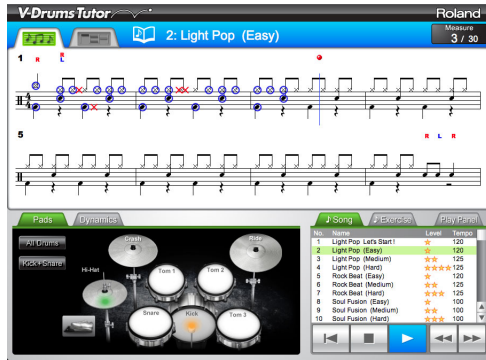 V-Drums Tutor
Roland
2: Light Pop (Easy)
Measure
3 / 30
1
R
R
L
4
4
5
R L R
Pads
Dynamics
Song
Exercise
Play Panel
All Drums
Kick+Snare
Crash
Ride
Hi-Hat
Tom 1
Tom 2
Snare
Kick
Tom 3
No. Name Level Tempo
1 Light Pop Let's Start ! 120
2 Light Pop (Easy) 120
3 Light Pop (Medium) 125
4 Light Pop (Hard) 125
5 Rock Beat (Easy) 120
6 Rock Beat (Medium) 125
7 Rock Beat (Hard) 125
8 Soul Fusion (Easy) 100
9 Soul Fusion (Medium) 100
10 Soul Fusion (Hard) 100